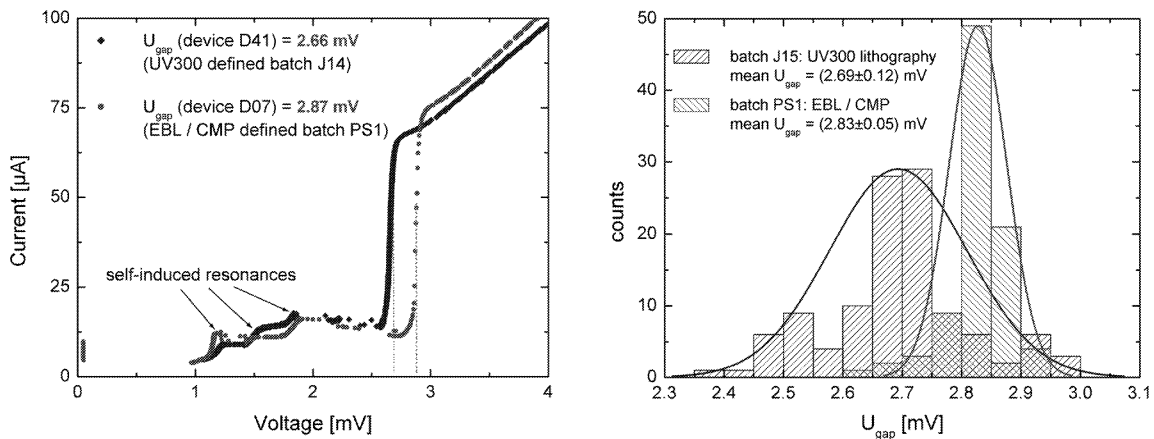 100
75
50
25
0
Current [µA]
U_gap (device D41) = 2.66 mV
(UV300 defined batch J14)
U_gap (device D07) = 2.87 mV
(EBL / CMP defined batch PS1)
self-induced resonances
0 1 2 3 4
Voltage [mV]
50
40
30
20
10
0
counts
batch J15: UV300 lithography
mean U_gap = (2.69±0.12) mV
batch PS1: EBL / CMP
mean U_gap = (2.83±0.05) mV
2.3 2.4 2.5 2.6 2.7 2.8 2.9 3.0 3.1
U_gap [mV]